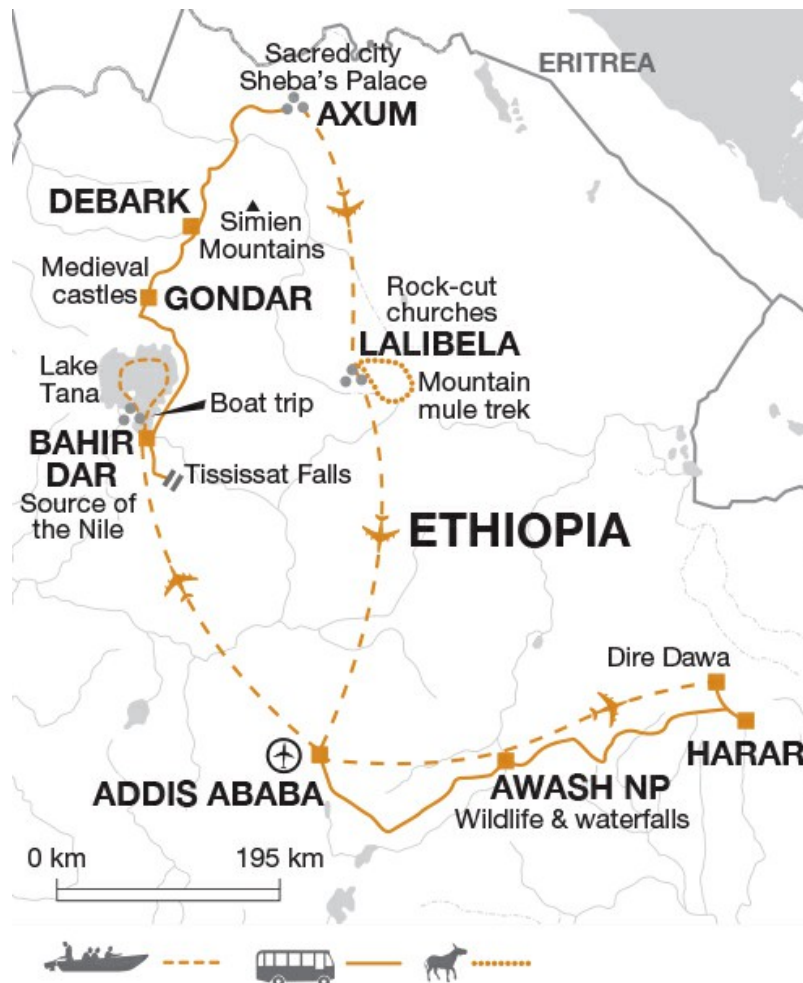 Sacred city
Sheba's Palace
AXUM
ERITREA
DEBARK
Simien
Mountains
Medieval
castles
GONDAR
Rock-cut
churches
LALIBELA
Mountain
mule trek
Lake
Tana
Boat trip
BAHIR
DAR
Source of
the Nile
Tississat Falls
ETHIOPIA
Dire Dawa
HARAR
ADDIS ABABA
AWASH NP
Wildlife & waterfalls
0 km
195 km